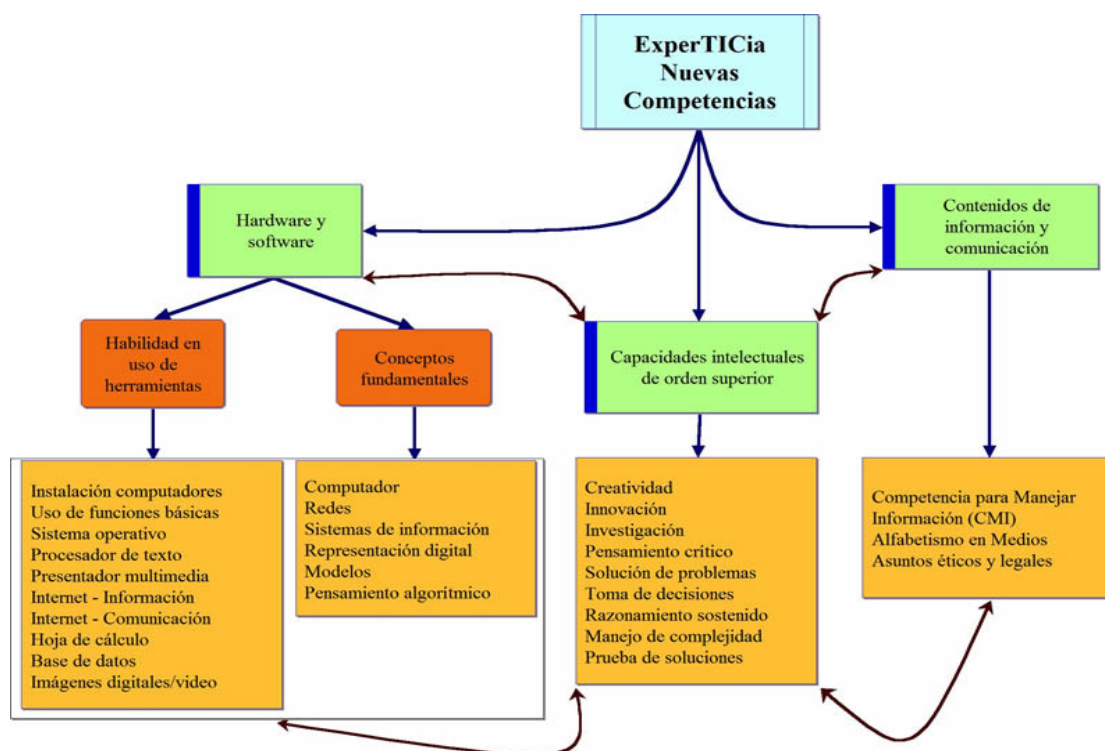 ExperTICia
Nuevas
Competencias
Hardware y
software
Contenidos de
información y
comunicación
Habilidad en
uso de
herramientas
Conceptos
fundamentales
Capacidades intelectuales
de orden superior
Instalación computadores
Uso de funciones básicas
Sistema operativo
Procesador de texto
Presentador multimedia
Internet - Información
Internet - Comunicación
Hoja de cálculo
Base de datos
Imágenes digitales/video
Computador
Redes
Sistemas de información
Representación digital
Modelos
Pensamiento algorítmico
Creatividad
Innovación
Investigación
Pensamiento crítico
Solución de problemas
Toma de decisiones
Razonamiento sostenido
Manejo de complejidad
Prueba de soluciones
Competencia para Manejar
Información (CMI)
Alfabetismo en Medios
Asuntos éticos y legales